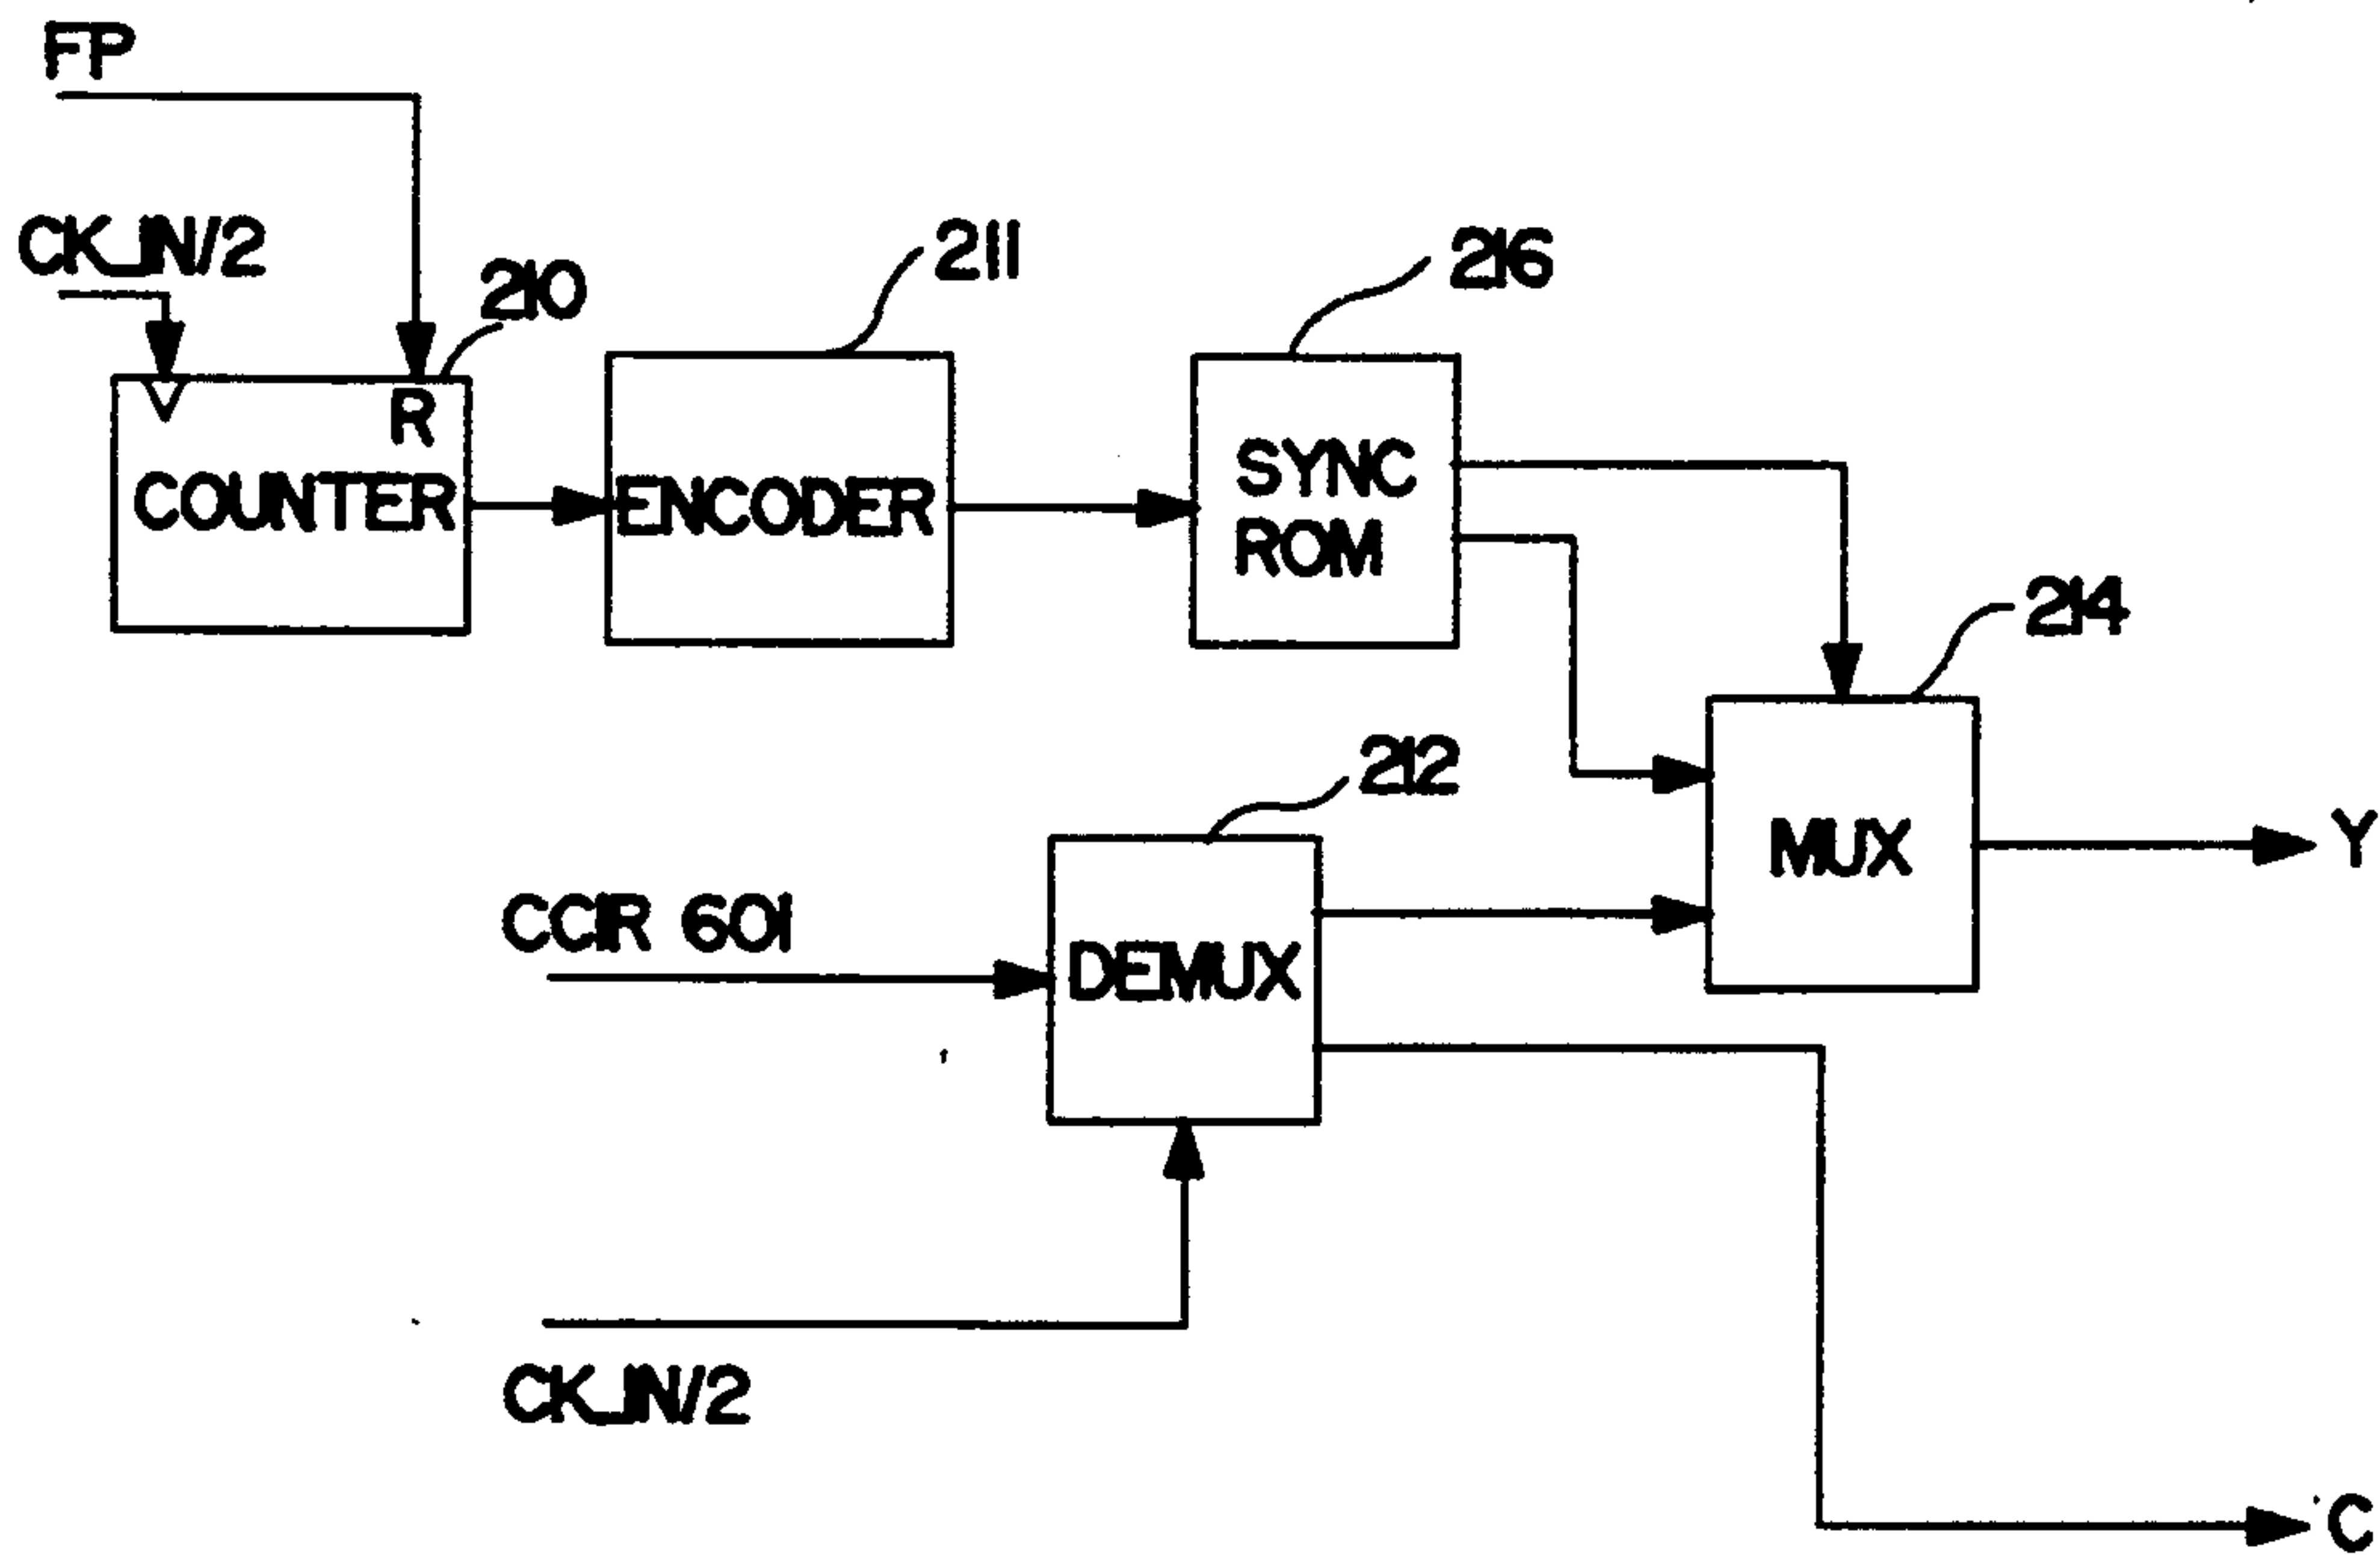 FP
CK_IN/2
210
211
216
R
COUNTER
ENCODER
SYNC
ROM
214
212
MUX
Y
CCIR 601
DEMUX
CK_IN/2
C